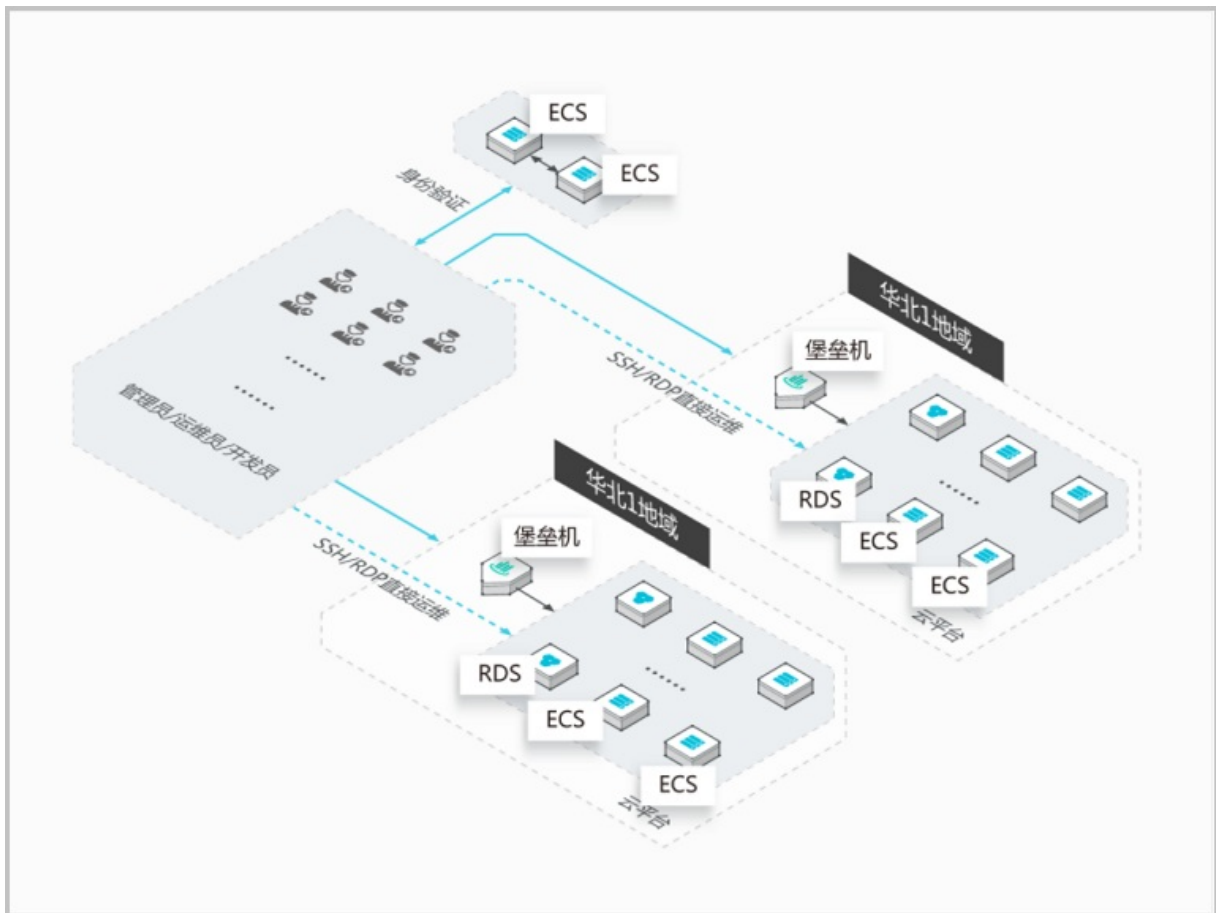 ECS
ECS
身份验证
华北1地域
堡垒机
SSH/RDP直接运维
管理员/运维员/开发员
RDS
ECS
ECS
云平台
华北1地域
堡垒机
SSH/RDP直接运维
RDS
ECS
ECS
云平台